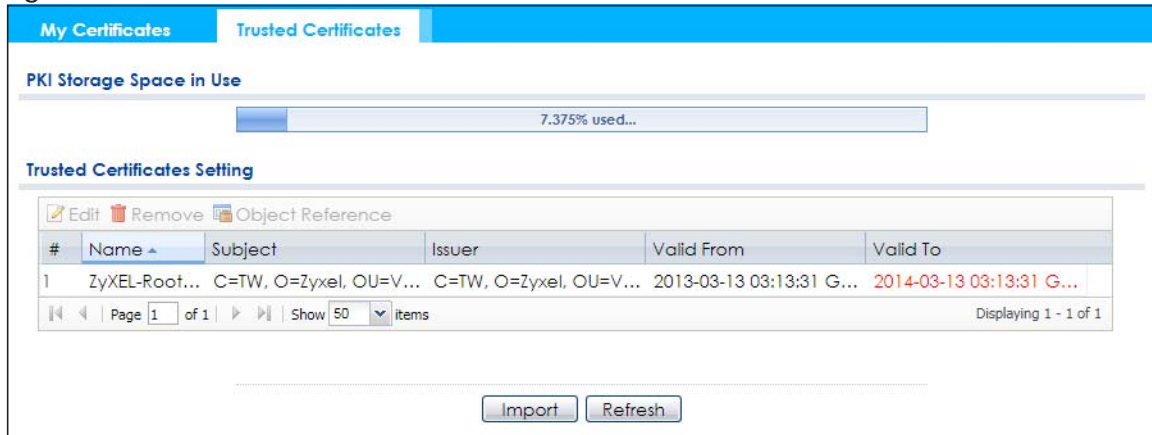 My Certificates Trusted Certificates
PKI Storage Space in Use
7.375% used...
Trusted Certificates Setting
Edit Remove Object Reference
# Name Subject Issuer Valid From Valid To
1 ZyXEL-Root... C=TW, O=Zyxel, OU=V... C=TW, O=Zyxel, OU=V... 2013-03-13 03:13:31 G... 2014-03-13 03:13:31 G...
Page 1 of 1 Show 50 items Displaying 1 - 1 of 1
Import Refresh